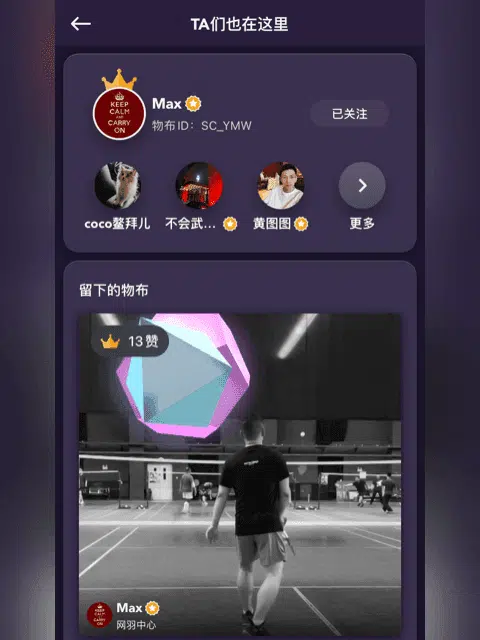 TA们也在这里
KEEP
CALM
AND
CARRY
ON
Max
物布ID：SC_YMW
已关注
coco鳌拜儿
不会武…
黄图图
更多
留下的物布
13赞
Max
网羽中心